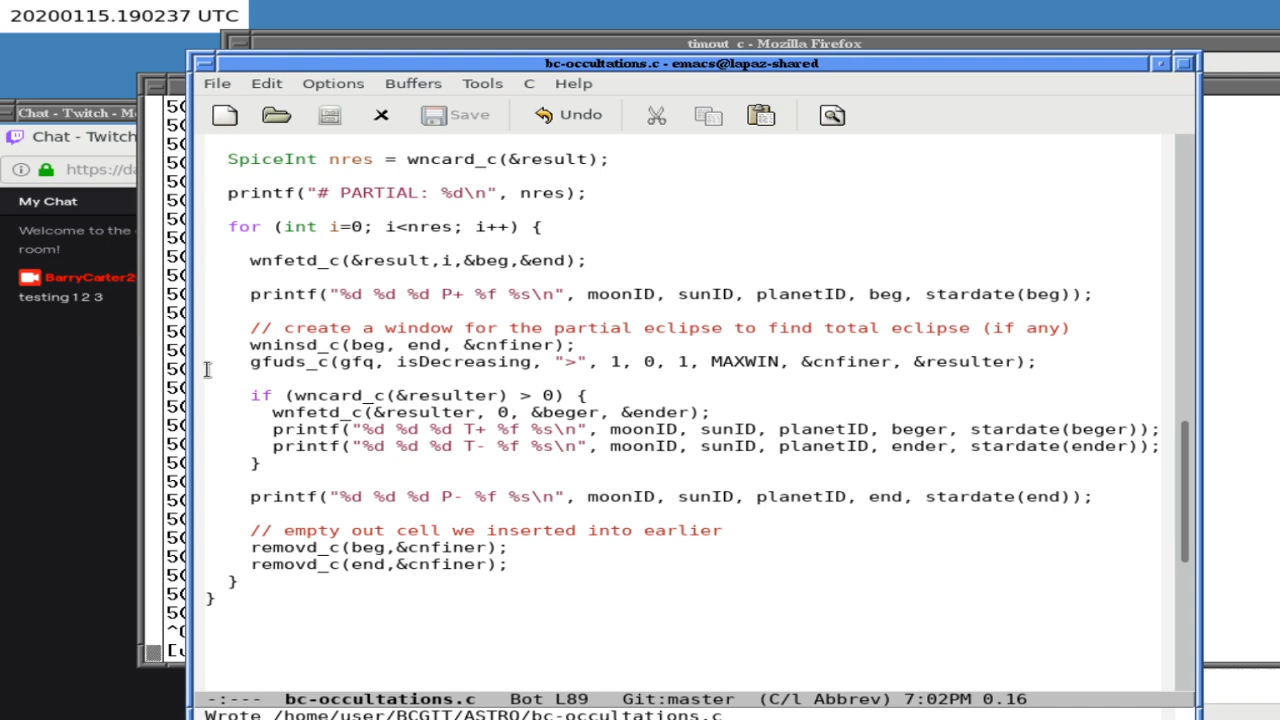 20200115.190237 UTC
timeout_c - Mozilla Firefox
bc-occultations.c - emacs@lapaz-shared
File Edit Options Buffers Tools C Help
Save Undo
Chat - Twitch - M
Chat - Twitch
https://da
My Chat
Welcome to the
room!
BarryCarter2
testing 1 2 3
SpiceInt nres = wncard_c(&result);
printf("# PARTIAL: %d\n", nres);
for (int i=0; i<nres; i++) {
wnfetd_c(&result,i,&beg,&end);
printf("%d %d %d P+ %f %s\n", moonID, sunID, planetID, beg, stardate(beg));
// create a window for the partial eclipse to find total eclipse (if any)
wninsd_c(beg, end, &cnfiner);
gfuds_c(gfq, isDecreasing, ">", 1, 0, 1, MAXWIN, &cnfiner, &resulter);
if (wncard_c(&resulter) > 0) {
wnfetd_c(&resulter, 0, &beger, &ender);
printf("%d %d %d T+ %f %s\n", moonID, sunID, planetID, beger, stardate(beger));
printf("%d %d %d T- %f %s\n", moonID, sunID, planetID, ender, stardate(ender));
}
printf("%d %d %d P- %f %s\n", moonID, sunID, planetID, end, stardate(end));
// empty out cell we inserted into earlier
removd_c(beg,&cnfiner);
removd_c(end,&cnfiner);
}
}
-:--- bc-occultations.c Bot L89 Git:master (C/l Abbrev) 7:02PM 0.16
Wrote /home/user/BCGIT/ASTRO/bc-occultations.c